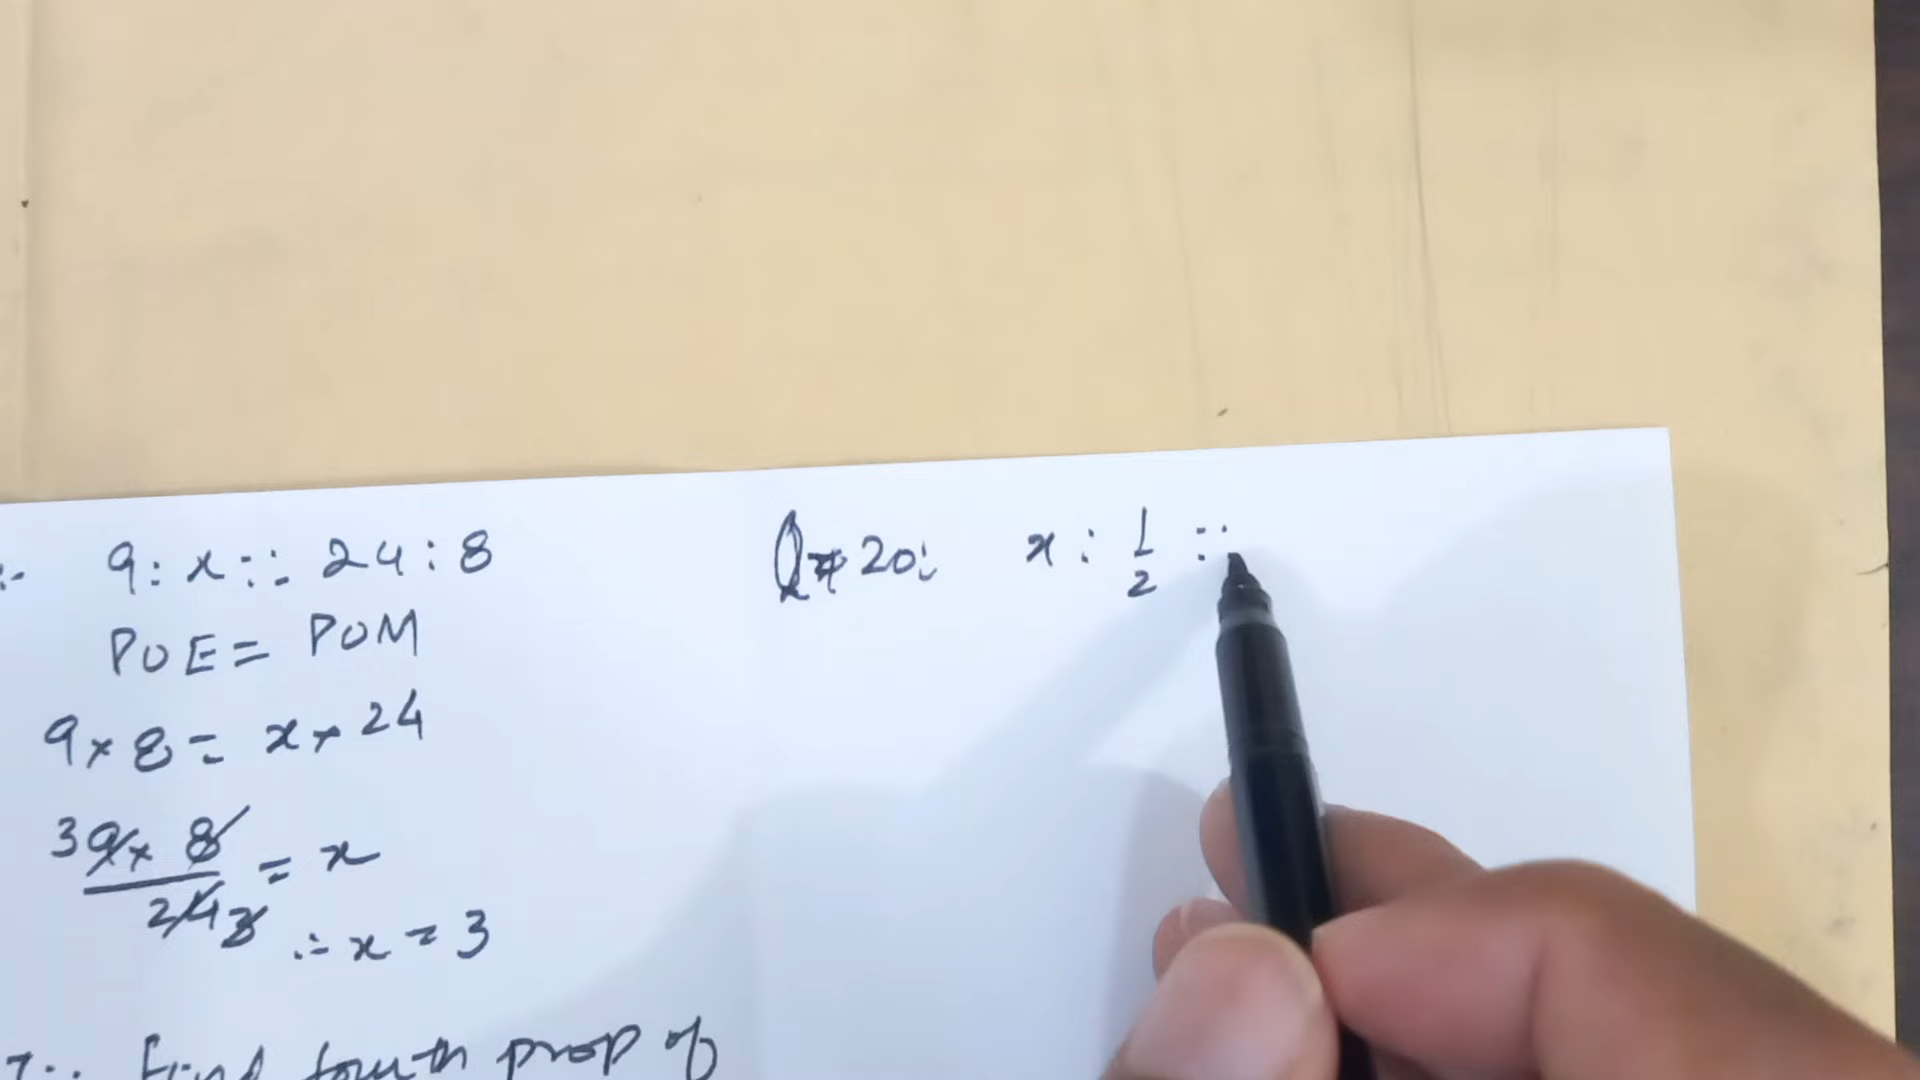 9 : x :: 24 : 8
POE = POM
9 × 8 = x × 24
3 9 × 8
24 3 = x
∴ x = 3
7 :- Find fourth prop of
Q 20: x : 1/2 ::